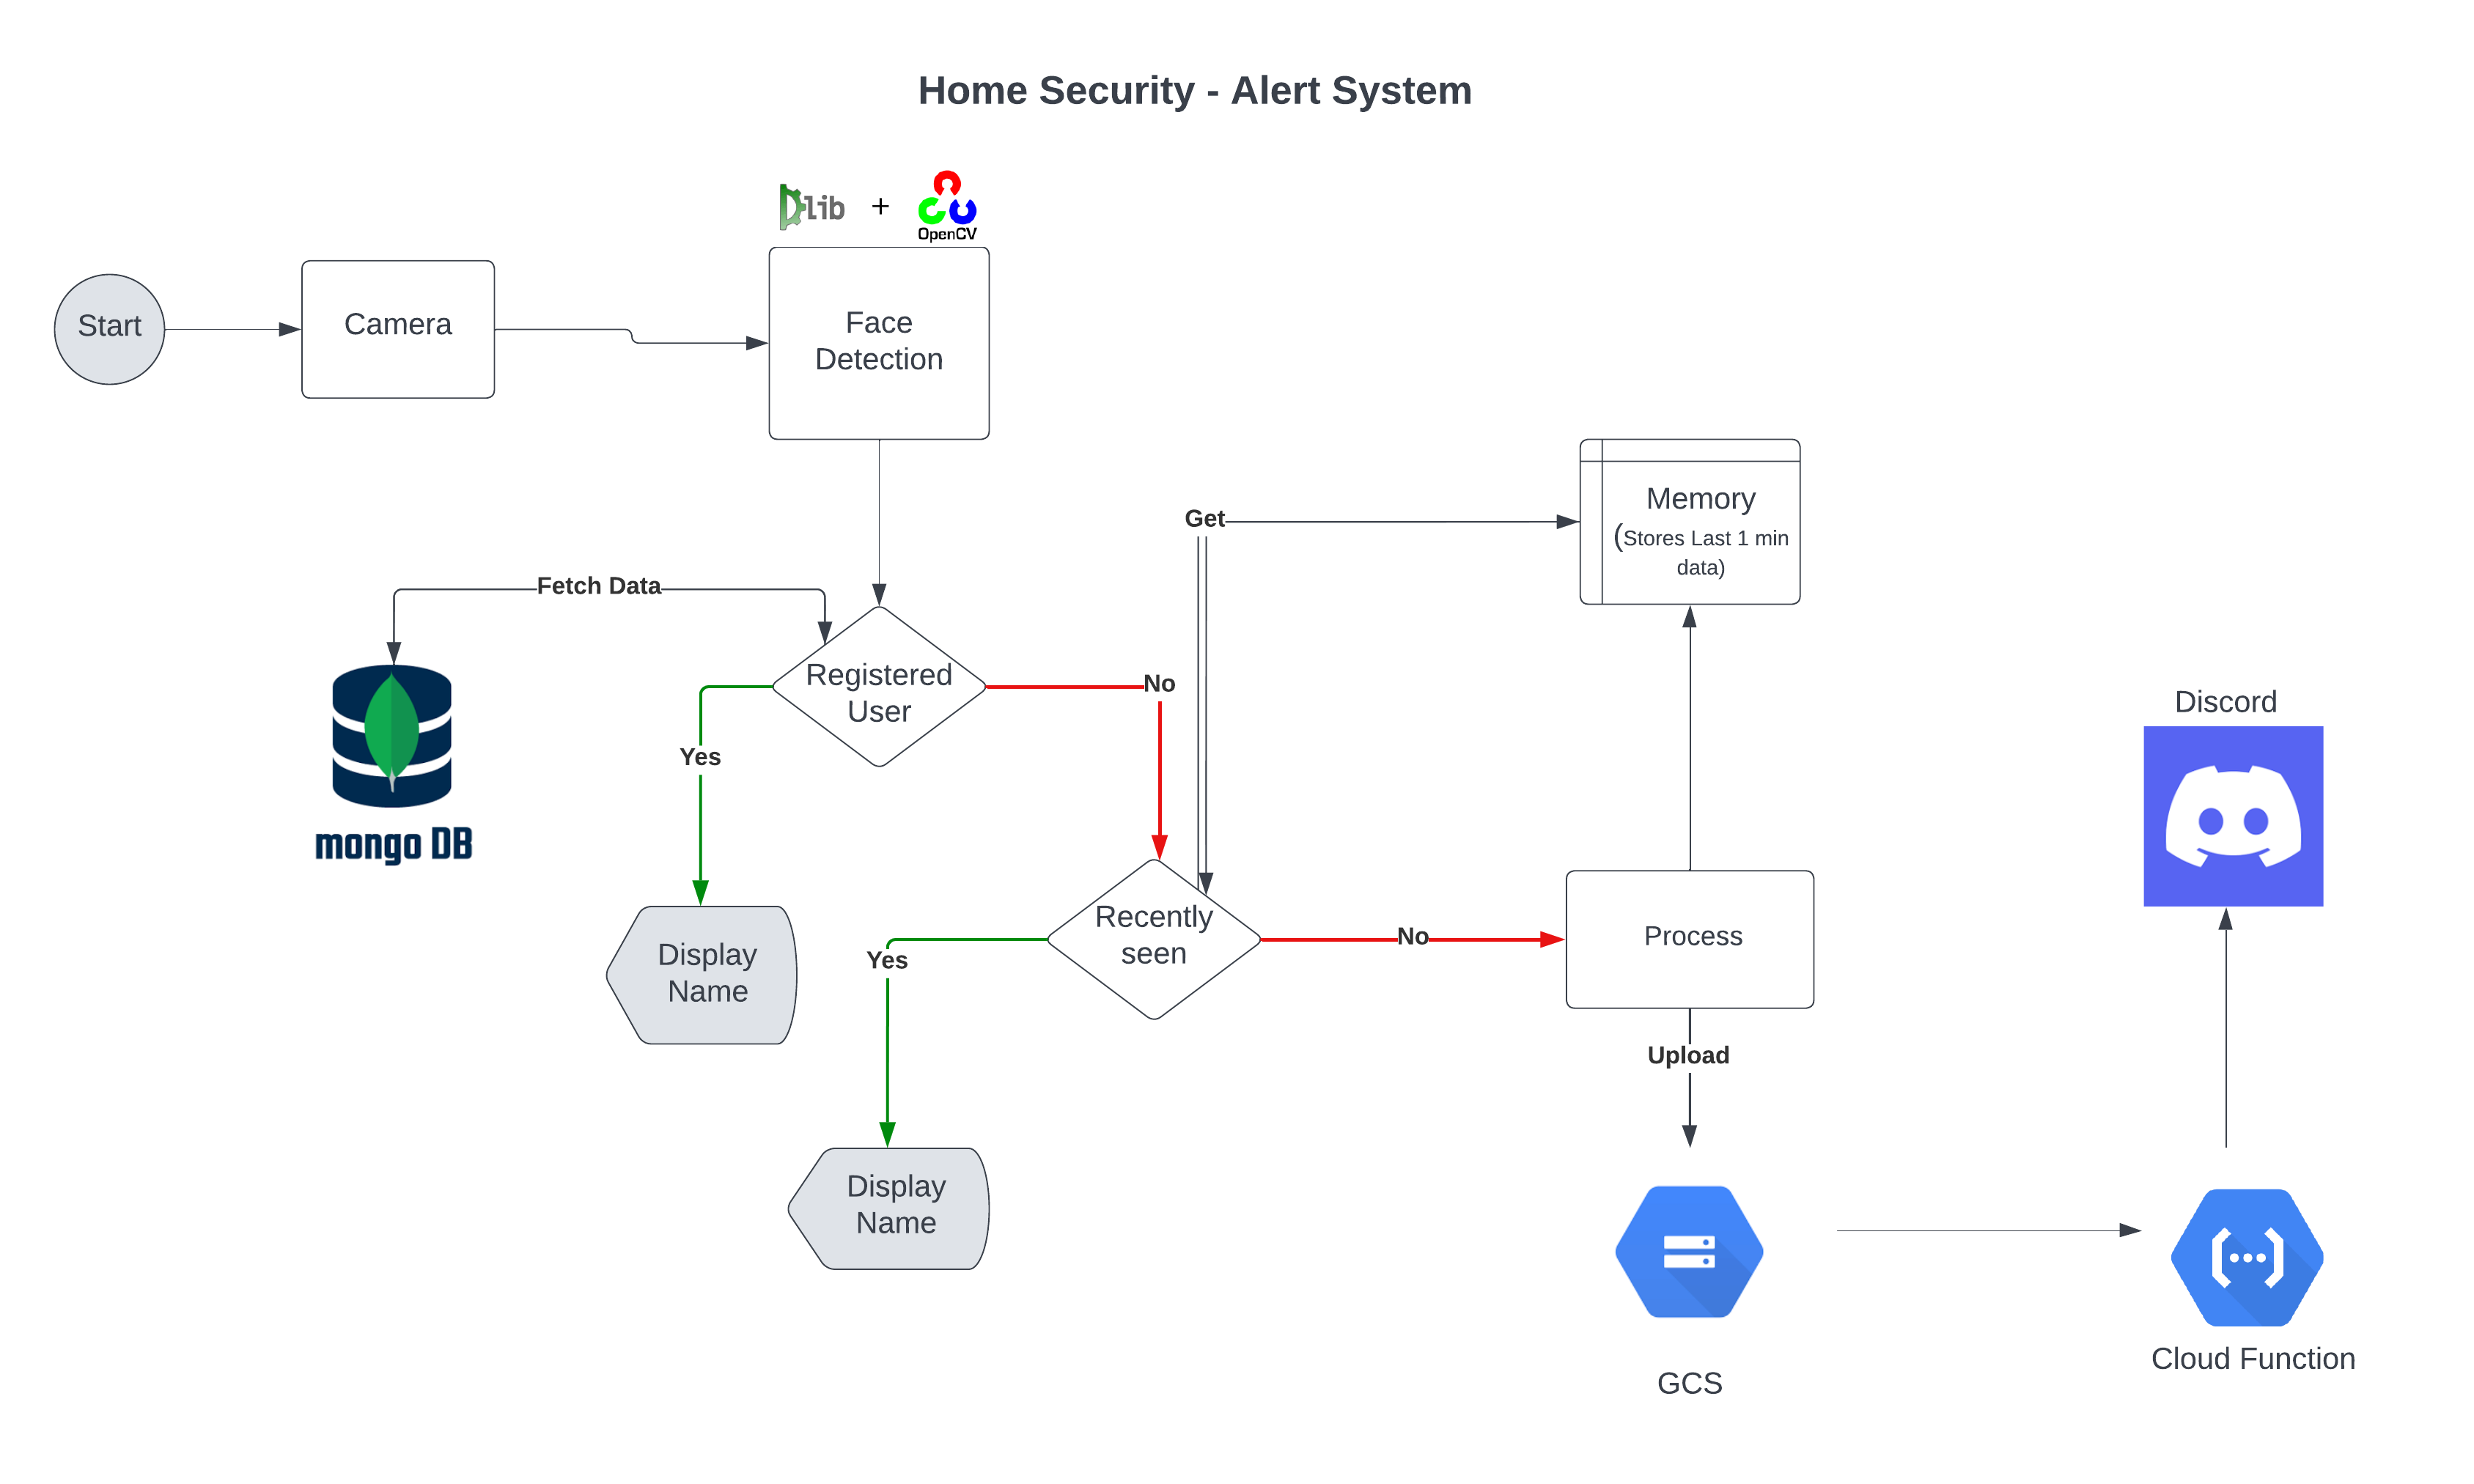 Home Security - Alert System
Dlib
+
OpenCV
Start
Camera
Face
Detection
Memory
(Stores Last 1 min
data)
Get
Fetch Data
Registered
User
No
Yes
mongo DB
Discord
Recently
seen
No
Process
Yes
Display
Name
Upload
Display
Name
Cloud Function
GCS